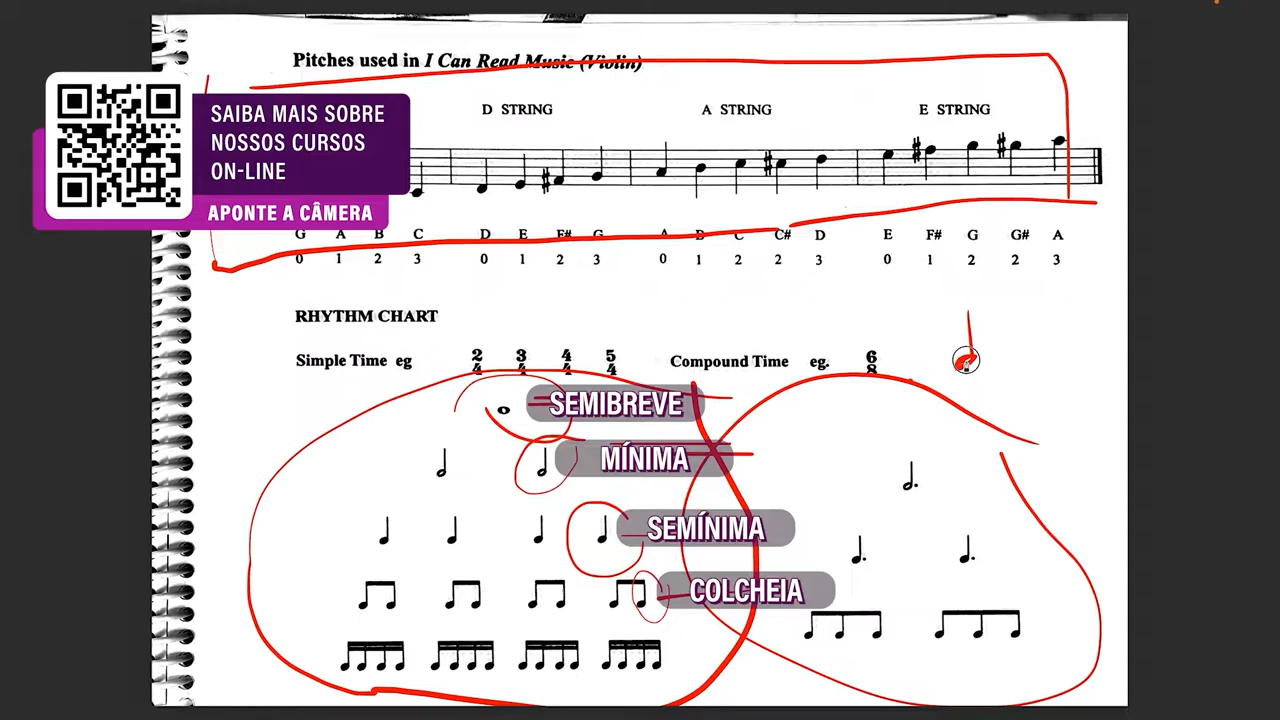 Pitches used in I Can Read Music (Violin)
SAIBA MAIS SOBRE
NOSSOS CURSOS
ON-LINE
APONTE A CÂMERA
D STRING
A STRING
E STRING
G A B C D E F# G A B C C# D E F# G G# A
0 1 2 3 0 1 2 3 0 1 2 2 3 0 1 2 2 3
RHYTHM CHART
Simple Time eg 2/4 3/4 4/4 5/4
Compound Time eg. 6/8
SEMIBREVE
MÍNIMA
SEMÍNIMA
COLCHEIA